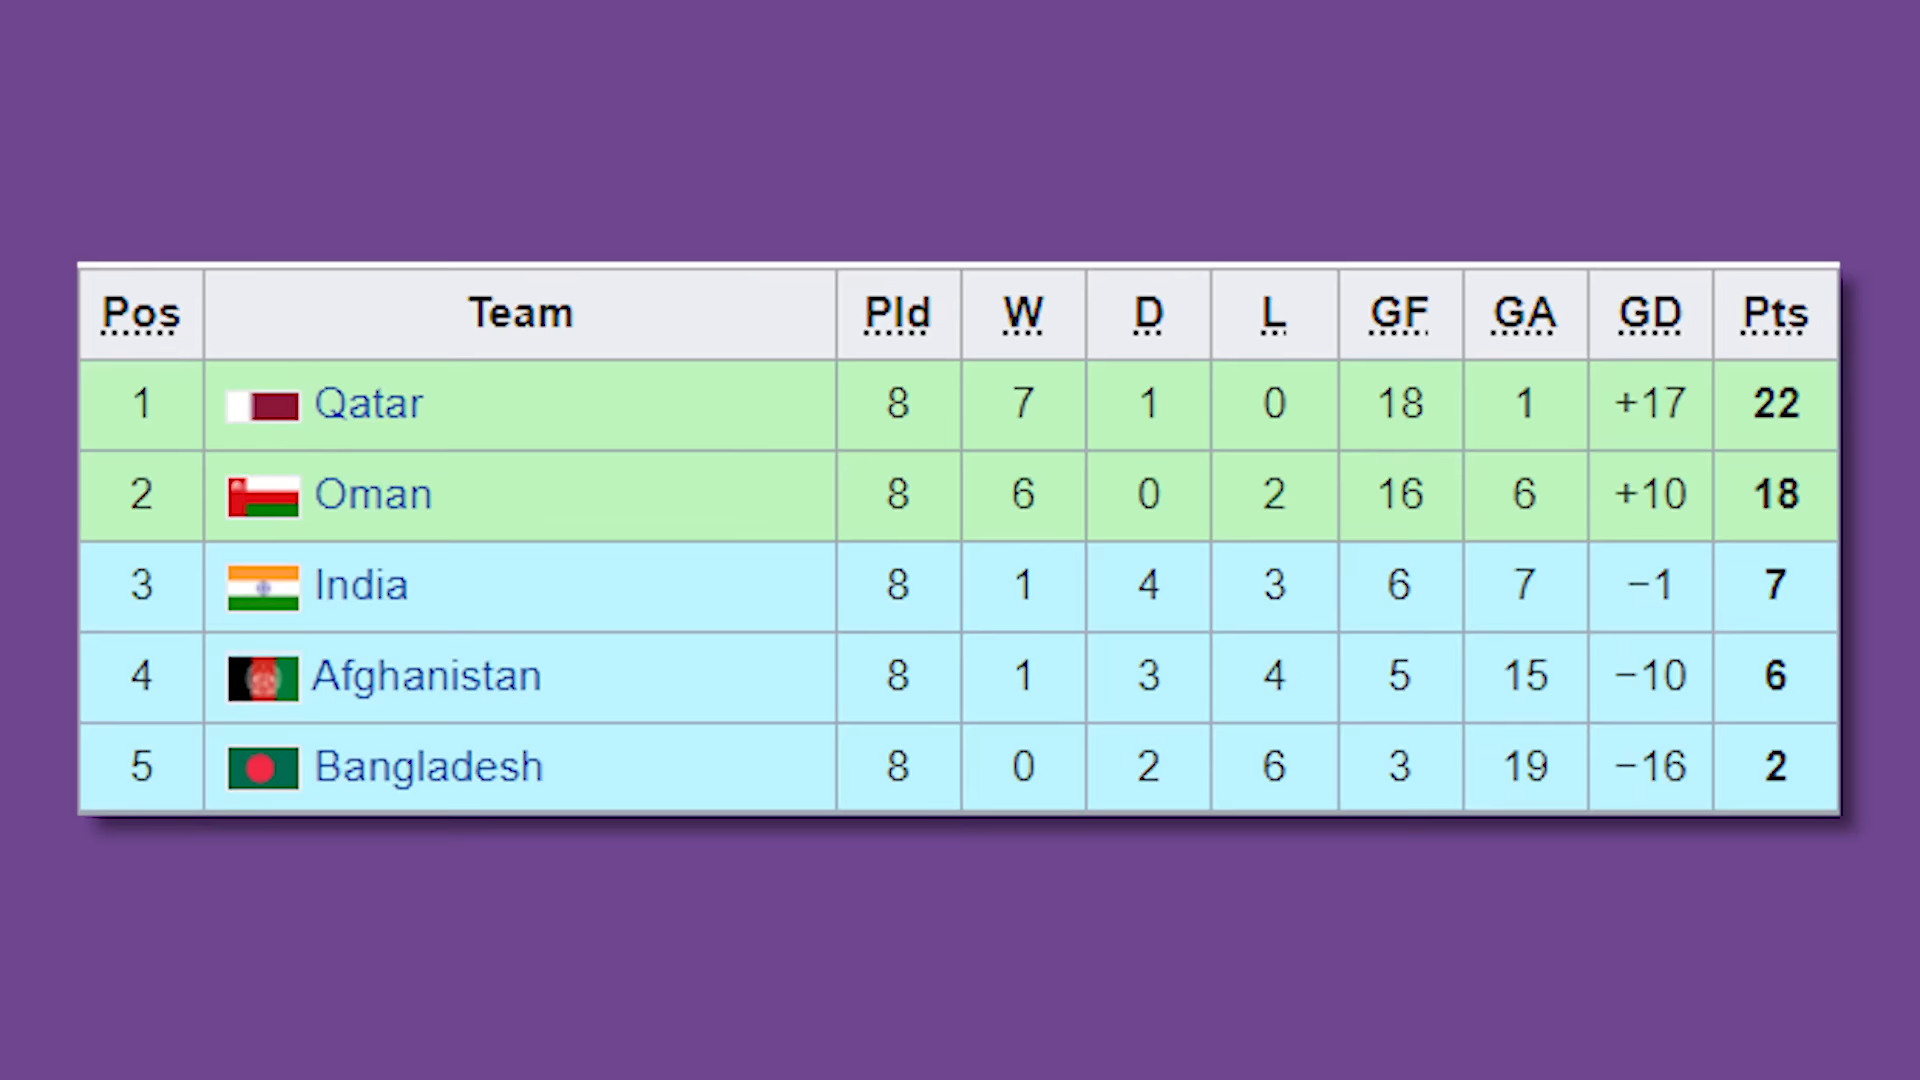 Pos Team Pld W D L GF GA GD Pts
1 Qatar 8 7 1 0 18 1 +17 22
2 Oman 8 6 0 2 16 6 +10 18
3 India 8 1 4 3 6 7 −1 7
4 Afghanistan 8 1 3 4 5 15 −10 6
5 Bangladesh 8 0 2 6 3 19 −16 2